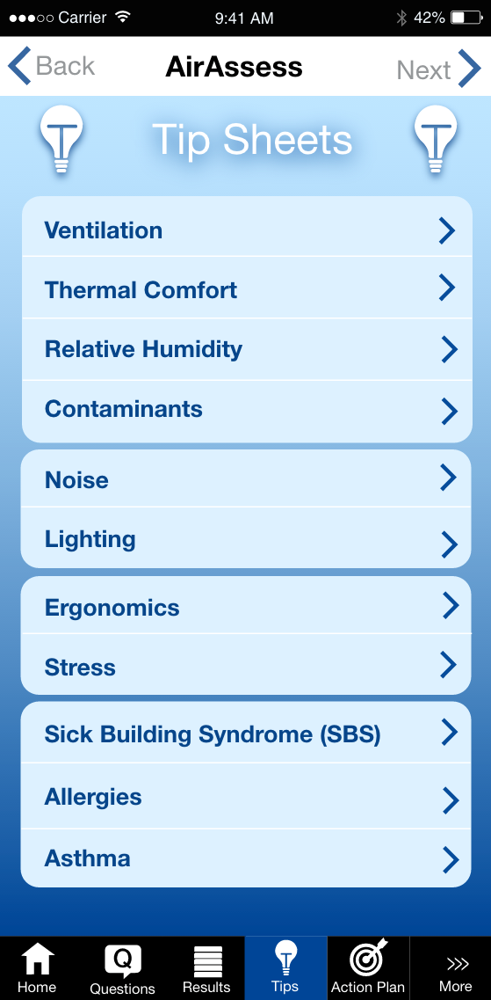 Carrier 9:41 AM 42%
Back AirAssess Next
T Tip Sheets T
Ventilation
Thermal Comfort
Relative Humidity
Contaminants
Noise
Lighting
Ergonomics
Stress
Sick Building Syndrome (SBS)
Allergies
Asthma
Q T
Home Questions Results Tips Action Plan More